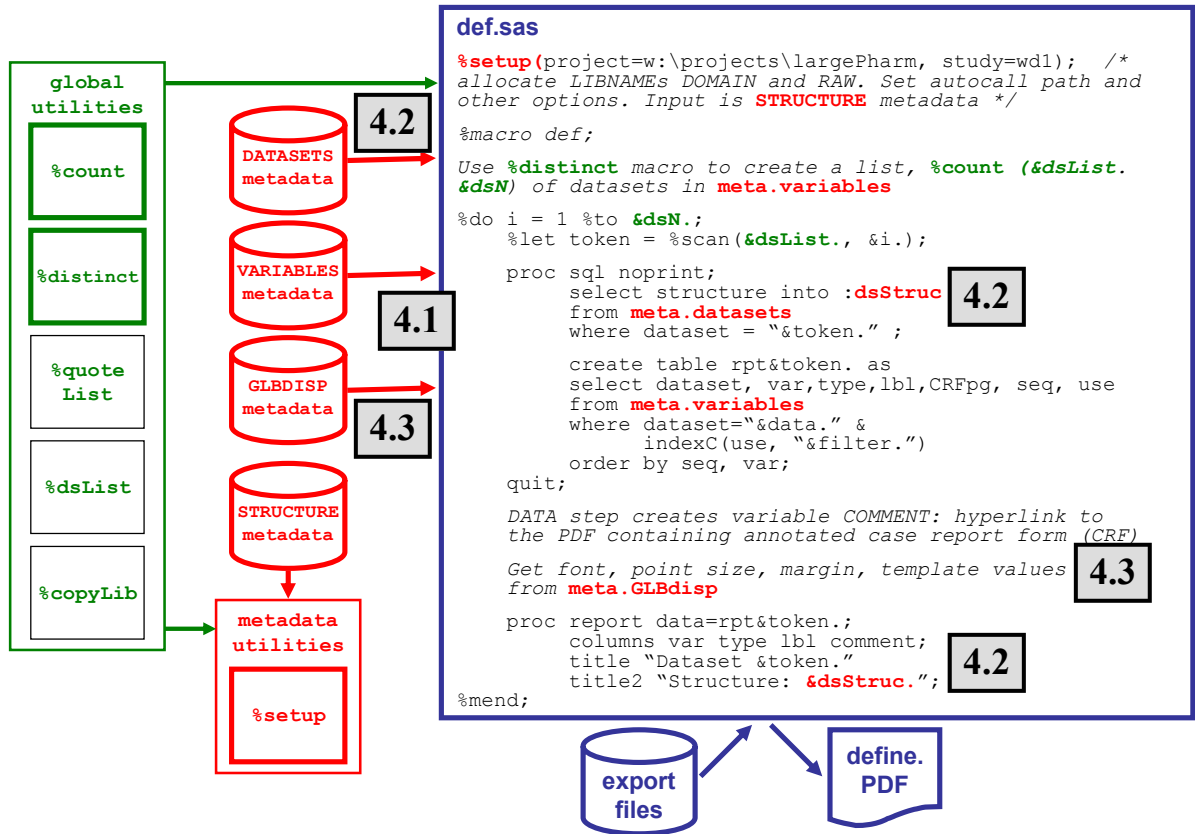 global
utilities
%count
%distinct
%quote
List
%dsList
%copyLib
4.2
DATASETS
metadata
VARIABLES
metadata
4.1
GLBDISP
metadata
4.3
STRUCTURE
metadata
metadata
utilities
%setup
def.sas
%setup(project=w:\projects\largePharm, study=wd1);  /*
allocate LIBNAMEs DOMAIN and RAW. Set autocall path and
other options. Input is STRUCTURE metadata */
%macro def;
Use %distinct macro to create a list, %count (&dsList.
&dsN) of datasets in meta.variables
%do i = 1 %to &dsN.;
%let token = %scan(&dsList., &i.);
proc sql noprint;
select structure into :dsStruc
from meta.datasets
where dataset = “&token.” ;
4.2
create table rpt&token. as
select dataset, var,type,lbl,CRFpg, seq, use
from meta.variables
where dataset=“&data.” &
indexC(use, “&filter.”)
order by seq, var;
quit;
DATA step creates variable COMMENT: hyperlink to
the PDF containing annotated case report form (CRF)
Get font, point size, margin, template values
from meta.GLBdisp
4.3
proc report data=rpt&token.;
columns var type lbl comment;
title “Dataset &token.”
title2 “Structure: &dsStruc.”;
4.2
%mend;
export
files
define.
PDF